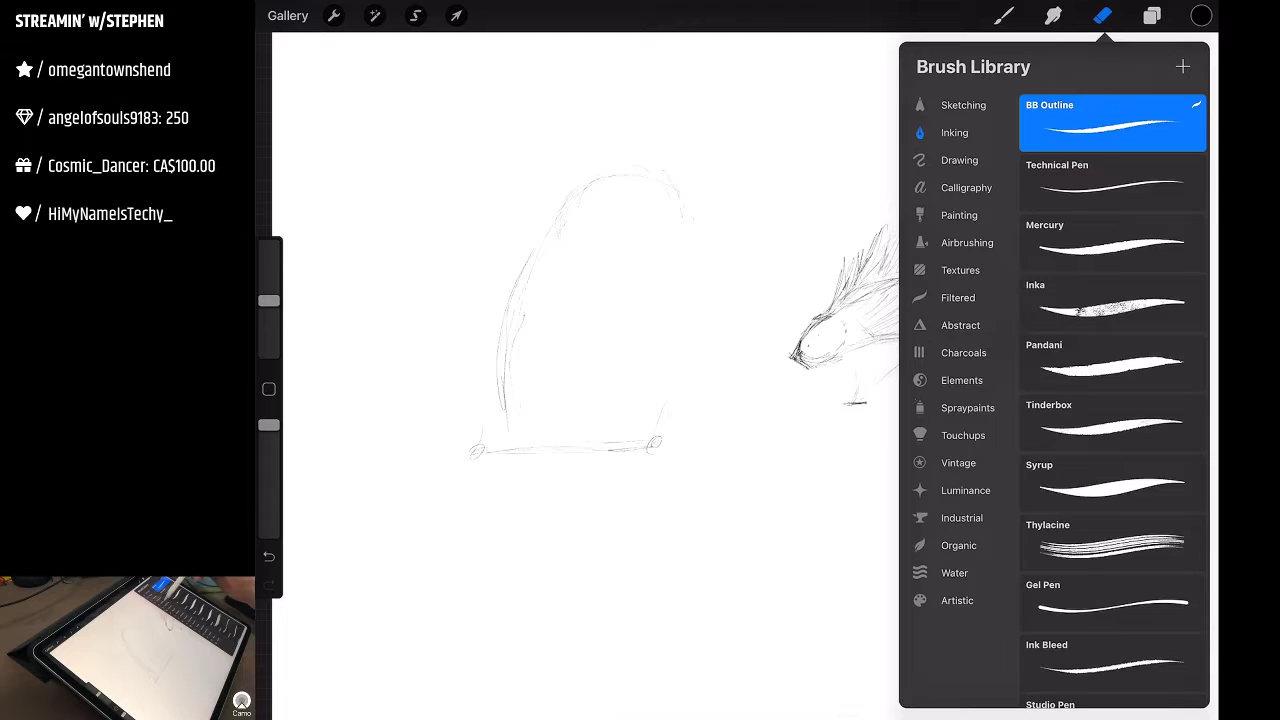 STREAMIN' w/STEPHEN
/ omegantownshend
/ angelofsouls9183: 250
/ Cosmic_Dancer: CA$100.00
/ HiMyNameIsTechy_
Gallery
Brush Library
Sketching
Inking
Drawing
Calligraphy
Painting
Airbrushing
Textures
Filtered
Abstract
Charcoals
Elements
Spraypaints
Touchups
Vintage
Luminance
Industrial
Organic
Water
Artistic
BB Outline
Technical Pen
Mercury
Inka
Pandani
Tinderbox
Syrup
Thylacine
Gel Pen
Ink Bleed
Studio Pen
Camo